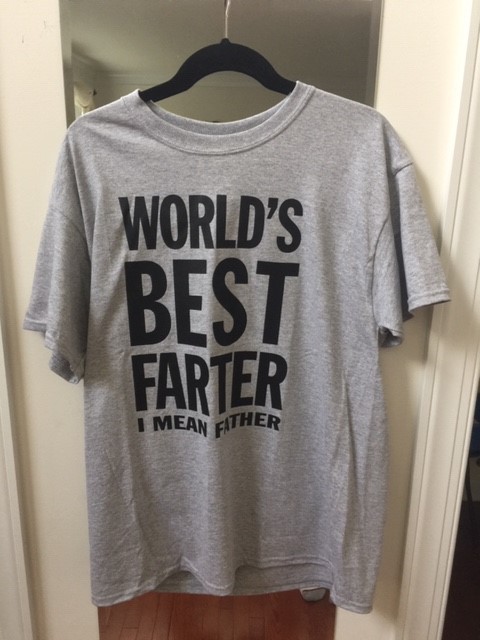 WORLD'S
BEST
FARTER
I MEAN FATHER